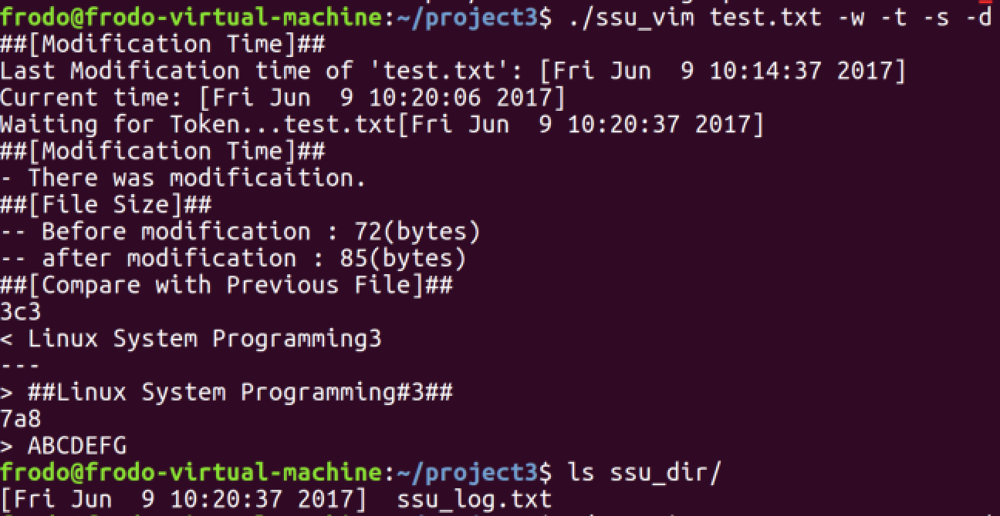 frodo@frodo-virtual-machine:~/project3$ ./ssu_vim test.txt -w -t -s -d
##[Modification Time]##
Last Modification time of 'test.txt': [Fri Jun  9 10:14:37 2017]
Current time: [Fri Jun  9 10:20:06 2017]
Waiting for Token...test.txt[Fri Jun  9 10:20:37 2017]
##[Modification Time]##
- There was modificaition.
##[File Size]##
-- Before modification : 72(bytes)
-- after modification : 85(bytes)
##[Compare with Previous File]##
3c3
< Linux System Programming3
---
> ##Linux System Programming#3##
7a8
> ABCDEFG
frodo@frodo-virtual-machine:~/project3$ ls ssu_dir/
[Fri Jun  9 10:20:37 2017]  ssu_log.txt